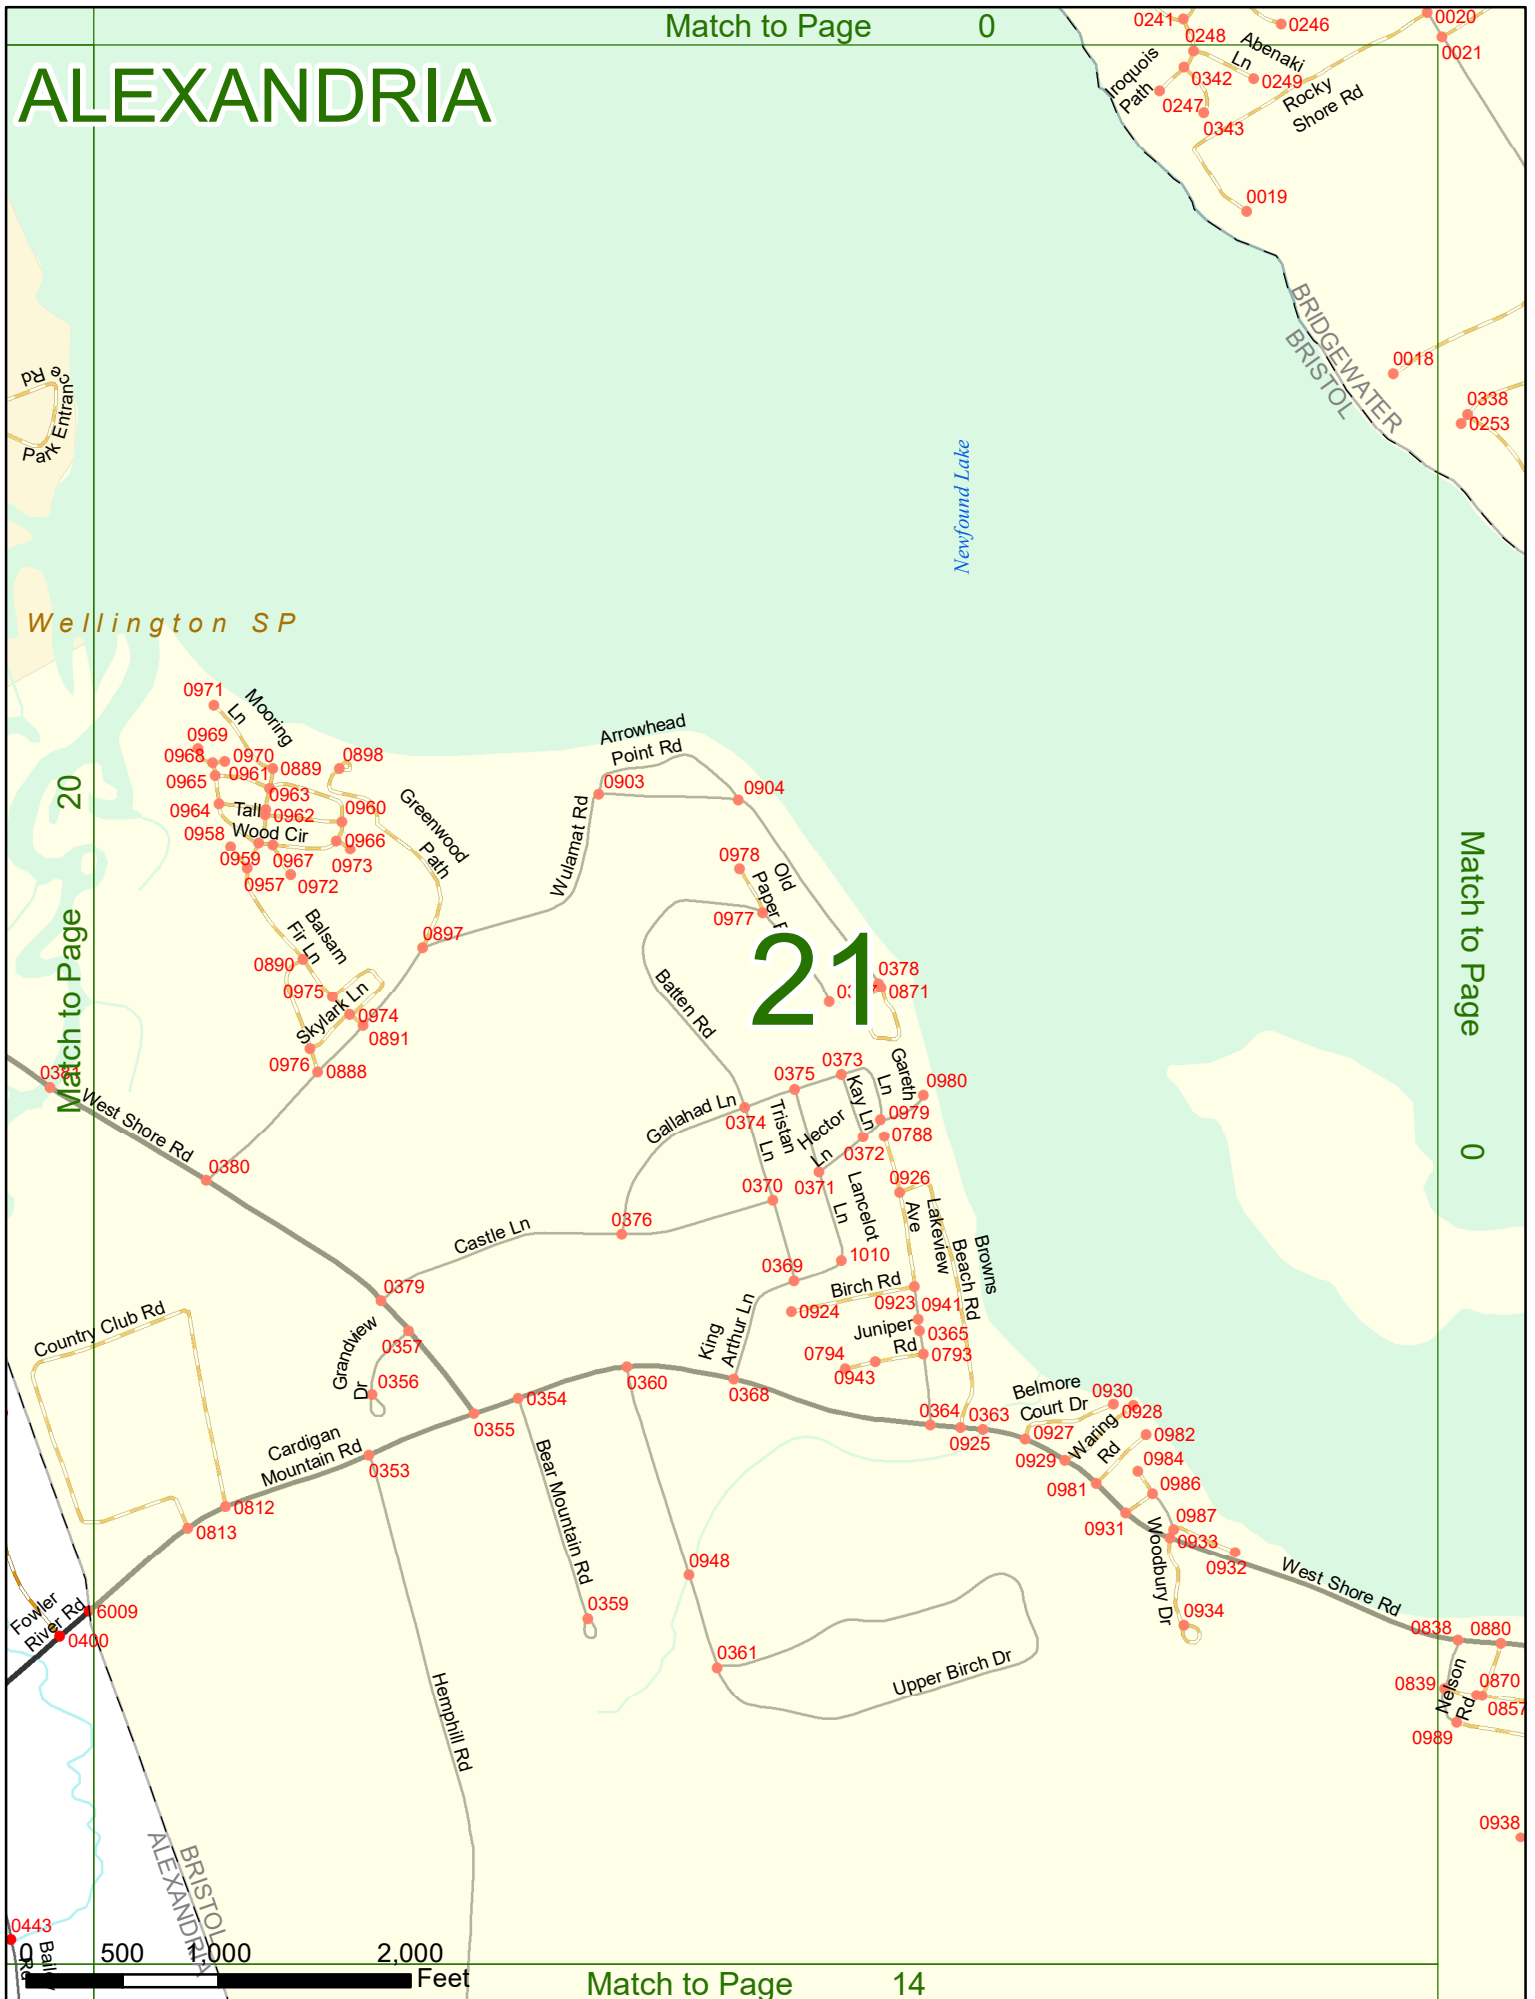 Match to Page 0
ALEXANDRIA
0241
0246
0020
0248
Abenaki
Ln
0021
Iroquois
Path
0342
0249
0247
Rocky
Shore Rd
0343
0019
BRIDGEWATER
BRISTOL
0018
0338
0253
Park Entrance
Rd
Newfound Lake
Wellington SP
0971
Mooring
Ln
0969
0968
0970
0898
0965
0961
0889
0963
0964
Tall
0962
0960
Greenwood
Path
0958
Wood Cir
0966
0959
0967
0973
0957
0972
Arrowhead
Point Rd
0903
0904
Wulamat Rd
0978
Old
Paper
0977
20
Match to Page
Match to Page
0
Balsam
Fir Ln
0897
0890
21
0378
0871
0975
Skylark Ln
0974
0891
Batten Rd
0976
0888
0381
West Shore Rd
0375
0373
Gareth
Ln
0980
Kay Ln
0979
Gallahad Ln
0374
Tristan
Ln
Hector
Ln
0788
0372
0380
0371
0926
0370
Lancelot
Ln
Lakeview
Ave
0376
Castle Ln
Browns
Beach Rd
1010
0369
0379
Birch Rd
0923
0924
0941
Country Club Rd
Grandview
Dr
0357
King
Arthur Ln
Juniper
Rd
0365
0794
0793
0943
0356
0360
0368
0354
0355
Belmore
Court Dr
0930
0928
0364
0363
0927
0925
Waring
Rd
0982
0929
Cardigan
Mountain Rd
0353
Bear Mountain Rd
0984
0981
0986
0812
0931
0987
0813
0933
0932
Woodbury Dr
0948
West Shore Rd
6009
Fowler
River Rd
0359
0934
0400
0838
0880
0361
Upper Birch Dr
0839
Nelson
Rd
0870
0857
Hemphill Rd
0989
0938
BRISTOL
ALEXANDRIA
0443
0 500 1,000 2,000
Feet
Rd
Match to Page 14